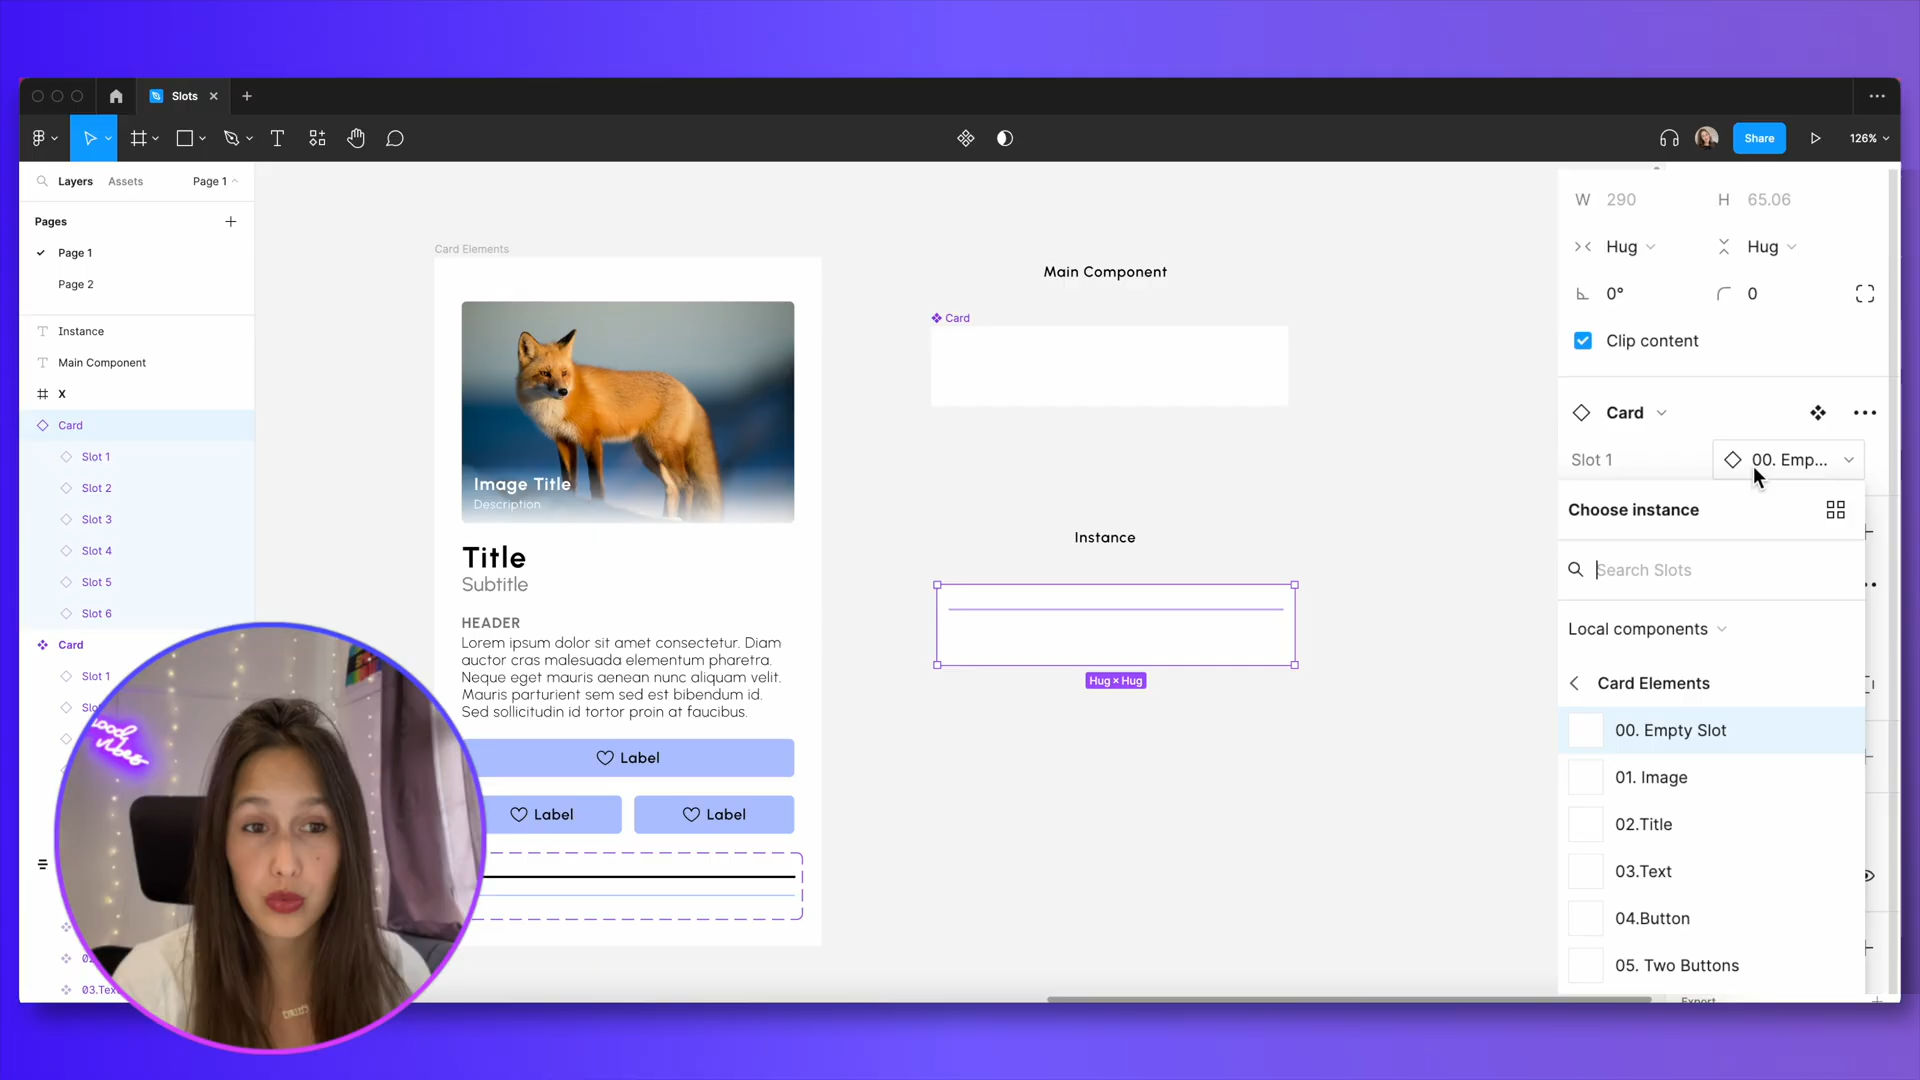 Slots
Share
126%
Layers
Assets
Page 1
Pages
Page 1
Page 2
Instance
Main Component
X
Card
Slot 1
Slot 2
Slot 3
Slot 4
Slot 5
Slot 6
Card
Slot 1
03.Tex
good
vibes
Card Elements
Image Title
Description
Title
Subtitle
HEADER
Lorem ipsum dolor sit amet consectetur. Diam
auctor cras malesuada elementum pharetra.
Neque eget mauris aenean nunc aliquam velit.
Mauris parturient sem sed est bibendum id.
Sed sollicitudin id tortor proin at faucibus.
Label
Label
Label
Main Component
Card
Instance
Hug × Hug
W 290
H 65.06
Hug
Hug
0°
0
Clip content
Card
Slot 1
00. Emp...
Choose instance
Search Slots
Local components
Card Elements
00. Empty Slot
01. Image
02.Title
03.Text
04.Button
05. Two Buttons